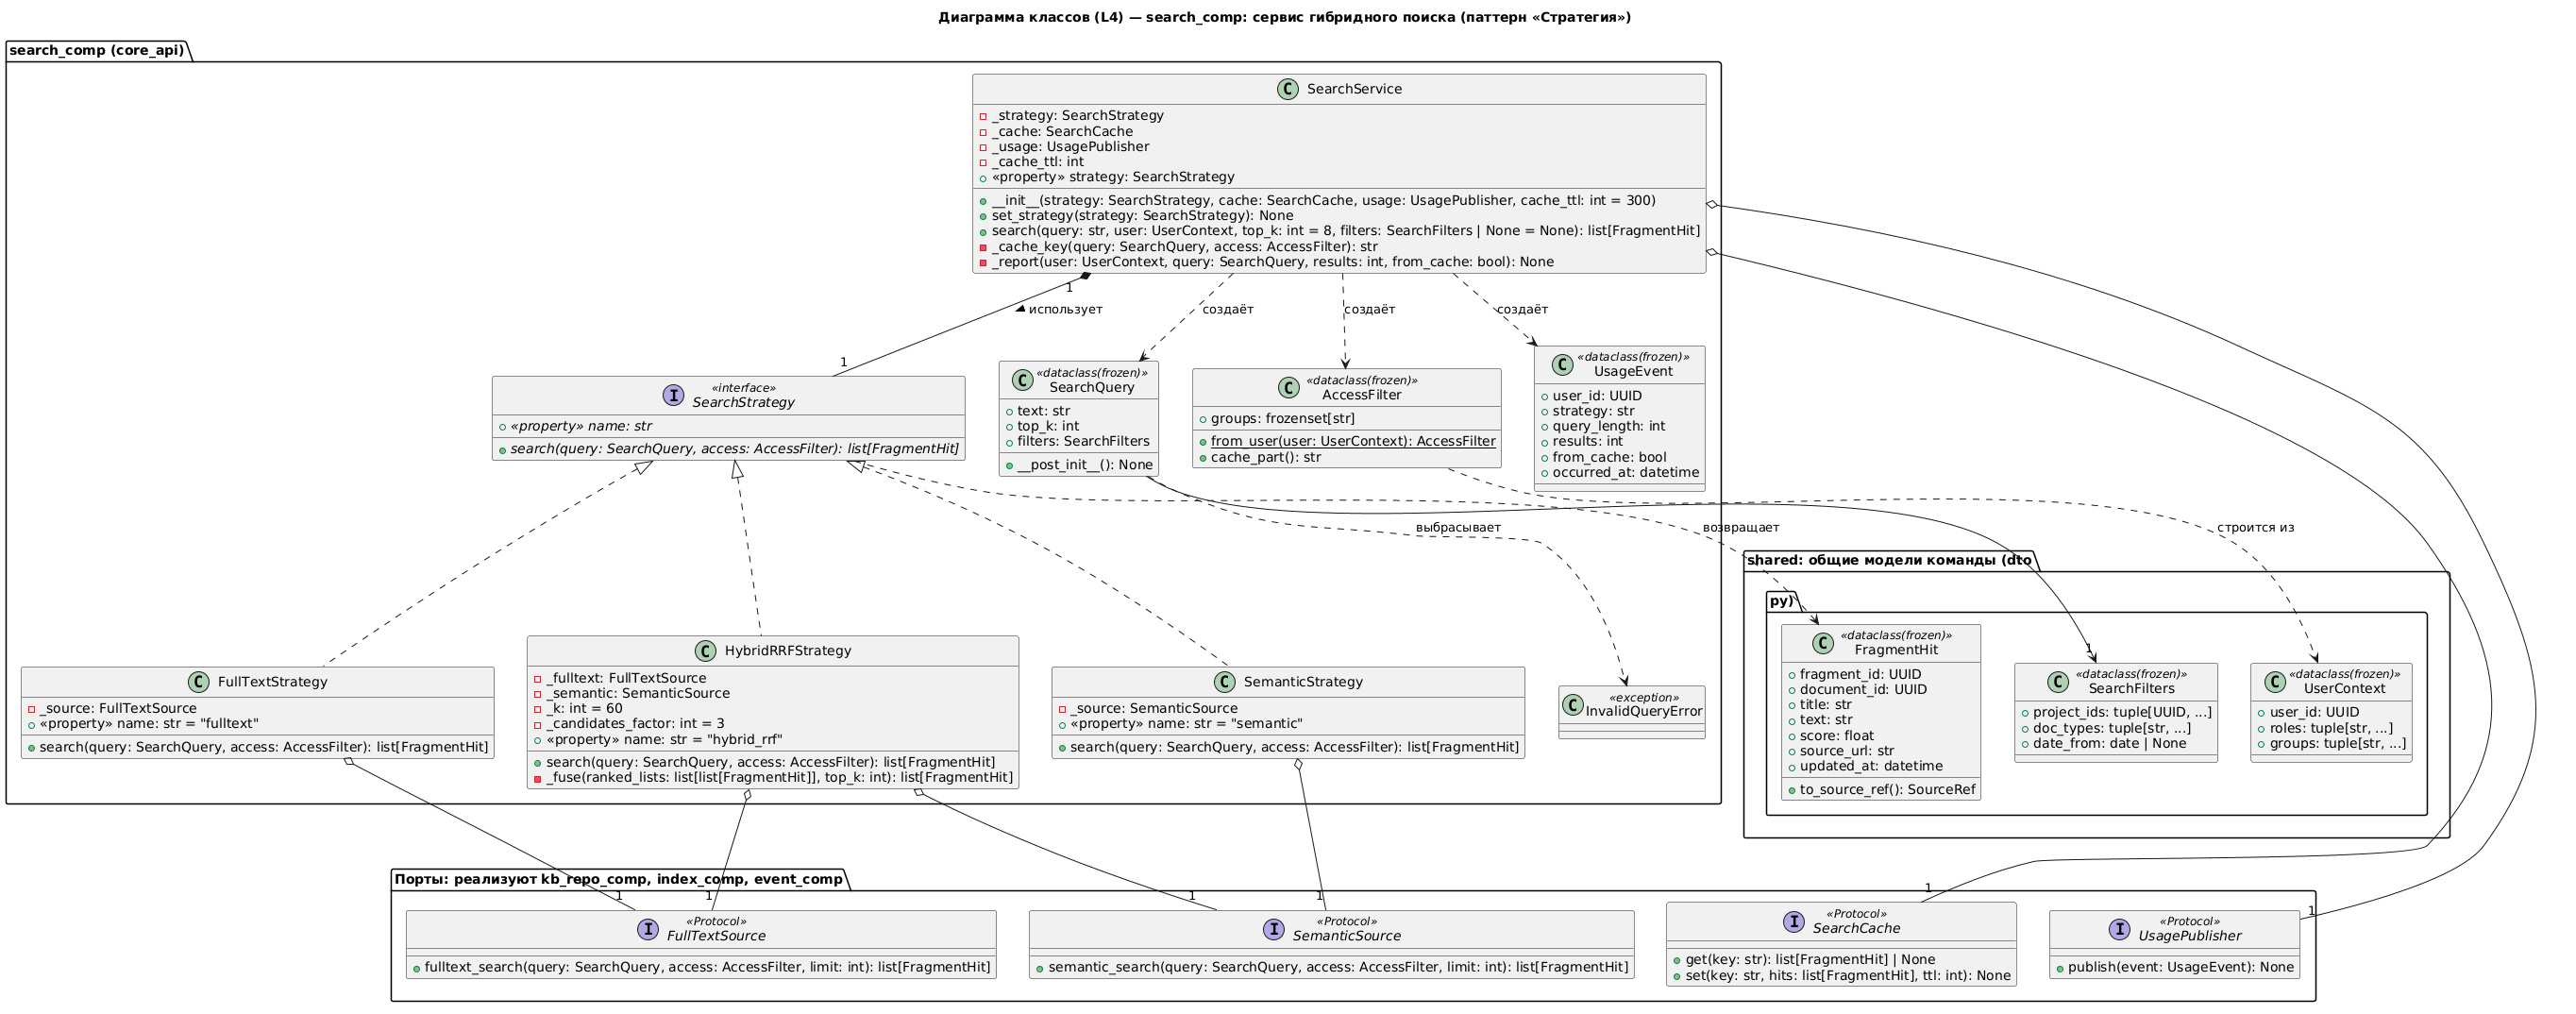 Диаграмма классов (L4) — search_comp: сервис гибридного поиска (паттерн «Стратегия»)
search_comp (core_api)
C SearchService
_strategy: SearchStrategy
_cache: SearchCache
_usage: UsagePublisher
_cache_ttl: int
«property» strategy: SearchStrategy
__init__(strategy: SearchStrategy, cache: SearchCache, usage: UsagePublisher, cache_ttl: int = 300)
set_strategy(strategy: SearchStrategy): None
search(query: str, user: UserContext, top_k: int = 8, filters: SearchFilters | None = None): list[FragmentHit]
_cache_key(query: SearchQuery, access: AccessFilter): str
_report(user: UserContext, query: SearchQuery, results: int, from_cache: bool): None
1
использует
1
создаёт
создаёт
создаёт
I «interface»
SearchStrategy
«property» name: str
search(query: SearchQuery, access: AccessFilter): list[FragmentHit]
C «dataclass(frozen)»
SearchQuery
text: str
top_k: int
filters: SearchFilters
__post_init__(): None
C «dataclass(frozen)»
AccessFilter
groups: frozenset[str]
from_user(user: UserContext): AccessFilter
cache_part(): str
C «dataclass(frozen)»
UsageEvent
user_id: UUID
strategy: str
query_length: int
results: int
from_cache: bool
occurred_at: datetime
выбрасывает
возвращает
строится из
C FullTextStrategy
_source: FullTextSource
«property» name: str = "fulltext"
search(query: SearchQuery, access: AccessFilter): list[FragmentHit]
C HybridRRFStrategy
_fulltext: FullTextSource
_semantic: SemanticSource
_k: int = 60
_candidates_factor: int = 3
«property» name: str = "hybrid_rrf"
search(query: SearchQuery, access: AccessFilter): list[FragmentHit]
_fuse(ranked_lists: list[list[FragmentHit]], top_k: int): list[FragmentHit]
C SemanticStrategy
_source: SemanticSource
«property» name: str = "semantic"
search(query: SearchQuery, access: AccessFilter): list[FragmentHit]
C «exception»
InvalidQueryError
shared: общие модели команды (dto
py)
1
C «dataclass(frozen)»
FragmentHit
fragment_id: UUID
document_id: UUID
title: str
text: str
score: float
source_url: str
updated_at: datetime
to_source_ref(): SourceRef
C «dataclass(frozen)»
SearchFilters
project_ids: tuple[UUID, ...]
doc_types: tuple[str, ...]
date_from: date | None
C «dataclass(frozen)»
UserContext
user_id: UUID
roles: tuple[str, ...]
groups: tuple[str, ...]
Порты: реализуют kb_repo_comp, index_comp, event_comp
1
1
1
1
1
1
I «Protocol»
FullTextSource
fulltext_search(query: SearchQuery, access: AccessFilter, limit: int): list[FragmentHit]
I «Protocol»
SemanticSource
semantic_search(query: SearchQuery, access: AccessFilter, limit: int): list[FragmentHit]
I «Protocol»
SearchCache
get(key: str): list[FragmentHit] | None
set(key: str, hits: list[FragmentHit], ttl: int): None
I «Protocol»
UsagePublisher
publish(event: UsageEvent): None